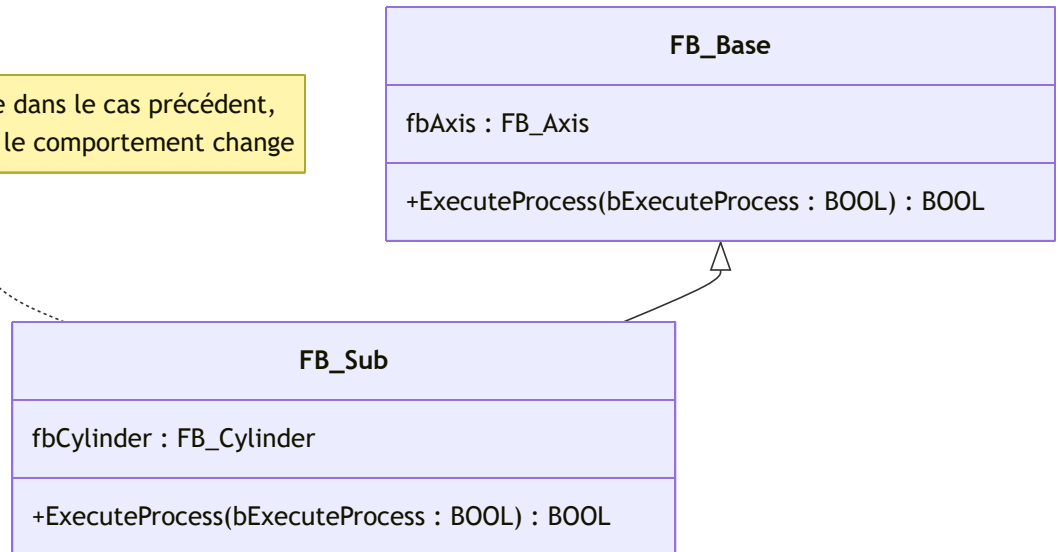 FB_Base
dans le cas précédent,
le comportement change
fbAxis : FB_Axis
+ExecuteProcess(bExecuteProcess : BOOL) : BOOL
FB_Sub
fbCylinder : FB_Cylinder
+ExecuteProcess(bExecuteProcess : BOOL) : BOOL